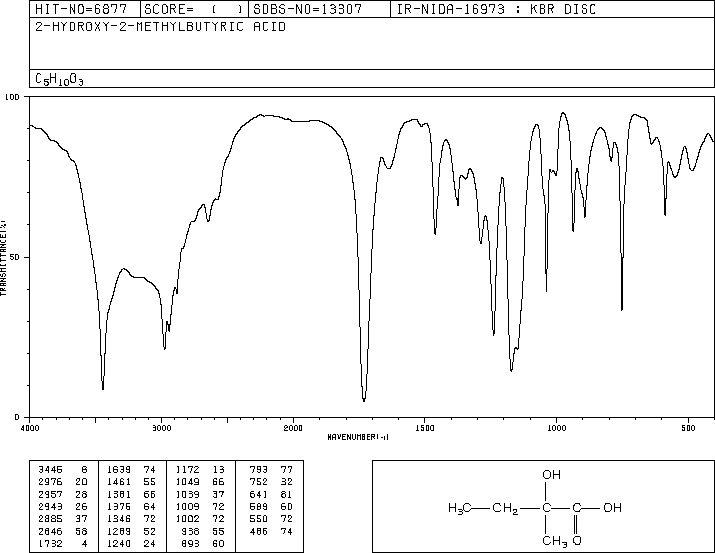 HIT-NO=6877 SCORE= ( ) SDBS-NO=13307 IR-NIDA-16973 : KBR DISC
2-HYDROXY-2-METHYLBUTYRIC ACID
C5H10O3
100
50
0
TRANSMITTANCE(%)
4000 3000 2000 1500 1000 500
WAVENUMBER(-1)
3445 6 1639 74 1172 13 793 77
2976 20 1461 55 1049 66 752 32
2957 28 1381 66 1039 37 641 81
2943 26 1376 64 1009 72 589 60
2885 37 1346 72 1002 72 550 72
2646 58 1289 52 938 55 486 74
1732 4 1240 24 893 60
OH
H3C CH2 C C OH
CH3 O